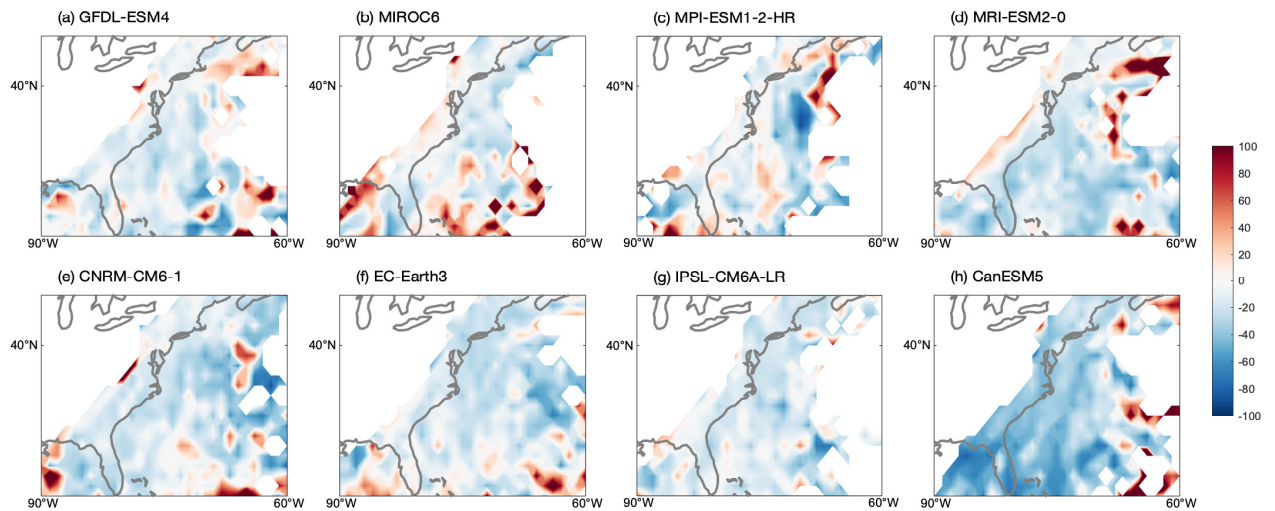 (a) GFDL-ESM4
(b) MIROC6
(c) MPI-ESM1-2-HR
(d) MRI-ESM2-0
40°N
40°N
40°N
40°N
90°W
60°W
90°W
60°W
90°W
60°W
90°W
60°W
(e) CNRM-CM6-1
(f) EC-Earth3
(g) IPSL-CM6A-LR
(h) CanESM5
40°N
40°N
40°N
40°N
90°W
60°W
90°W
60°W
90°W
60°W
90°W
60°W
100
80
60
40
20
0
-20
-40
-60
-80
-100